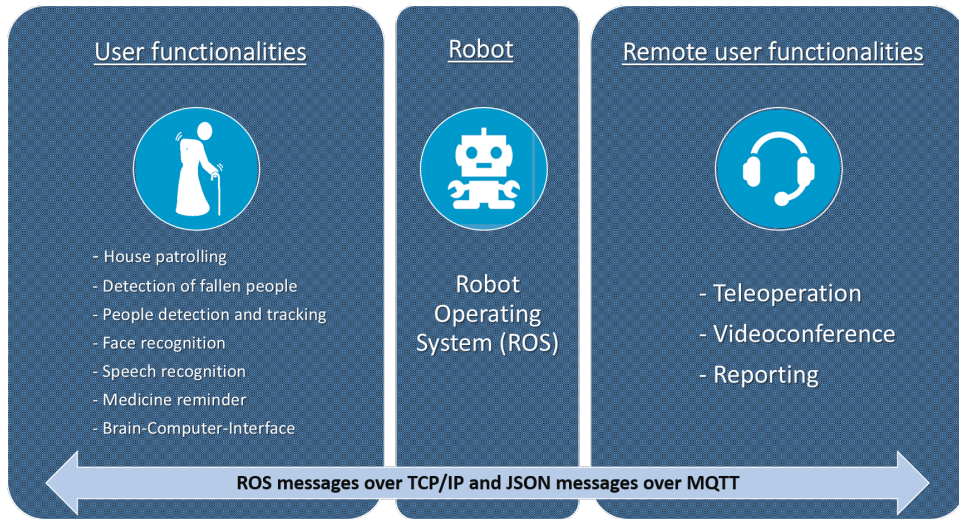 User functionalities
- House patrolling
- Detection of fallen people
- People detection and tracking
- Face recognition
- Speech recognition
- Medicine reminder
- Brain-Computer-Interface
Robot
Robot
Operating
System (ROS)
Remote user functionalities
- Teleoperation
- Videoconference
- Reporting
ROS messages over TCP/IP and JSON messages over MQTT